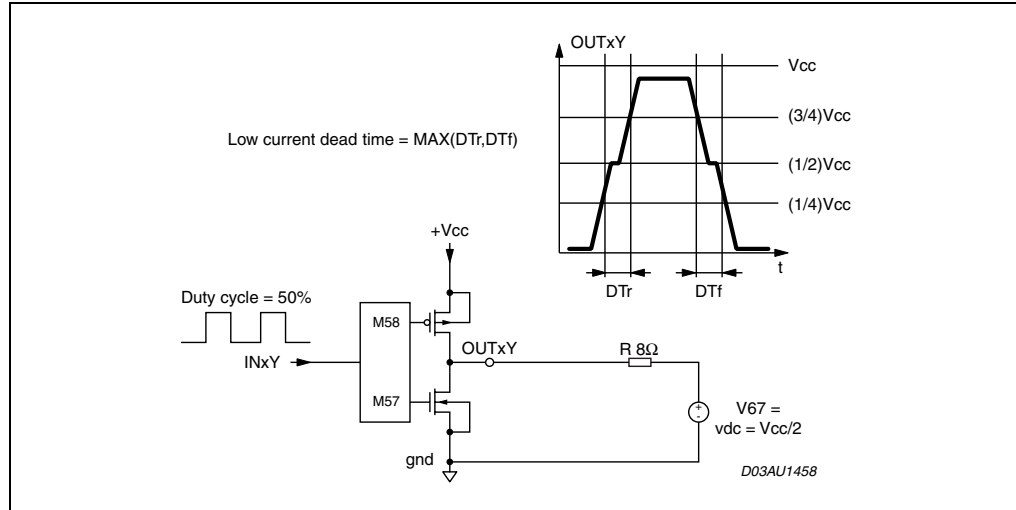 OUTxY
Vcc
(3/4)Vcc
Low current dead time = MAX(DTr,DTf)
(1/2)Vcc
(1/4)Vcc
+Vcc
t
DTr
DTf
Duty cycle = 50%
M58
OUTxY
R 8Ω
INxY
M57
+
-
V67 =
vdc = Vcc/2
gnd
D03AU1458